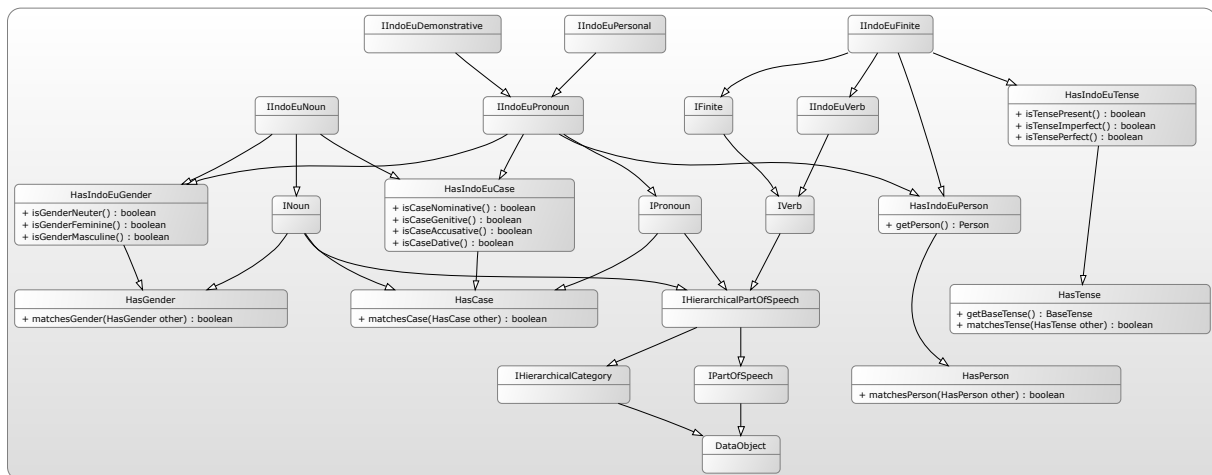 IIndoEuDemonstrative
IIndoEuPersonal
IIndoEuFinite
IIndoEuNoun
IIndoEuPronoun
IFinite
IIndoEuVerb
HasIndoEuTense
+ isTensePresent() : boolean
+ isTenseImperfect() : boolean
+ isTensePerfect() : boolean
HasIndoEuGender
+ isGenderNeuter() : boolean
+ isGenderFeminine() : boolean
+ isGenderMasculine() : boolean
INoun
HasIndoEuCase
+ isCaseNominative() : boolean
+ isCaseGenitive() : boolean
+ isCaseAccusative() : boolean
+ isCaseDative() : boolean
IPronoun
IVerb
HasIndoEuPerson
+ getPerson() : Person
HasGender
+ matchesGender(HasGender other) : boolean
HasCase
+ matchesCase(HasCase other) : boolean
IHierarchicalPartOfSpeech
HasTense
+ getBaseTense() : BaseTense
+ matchesTense(HasTense other) : boolean
IHierarchicalCategory
IPartOfSpeech
HasPerson
+ matchesPerson(HasPerson other) : boolean
DataObject